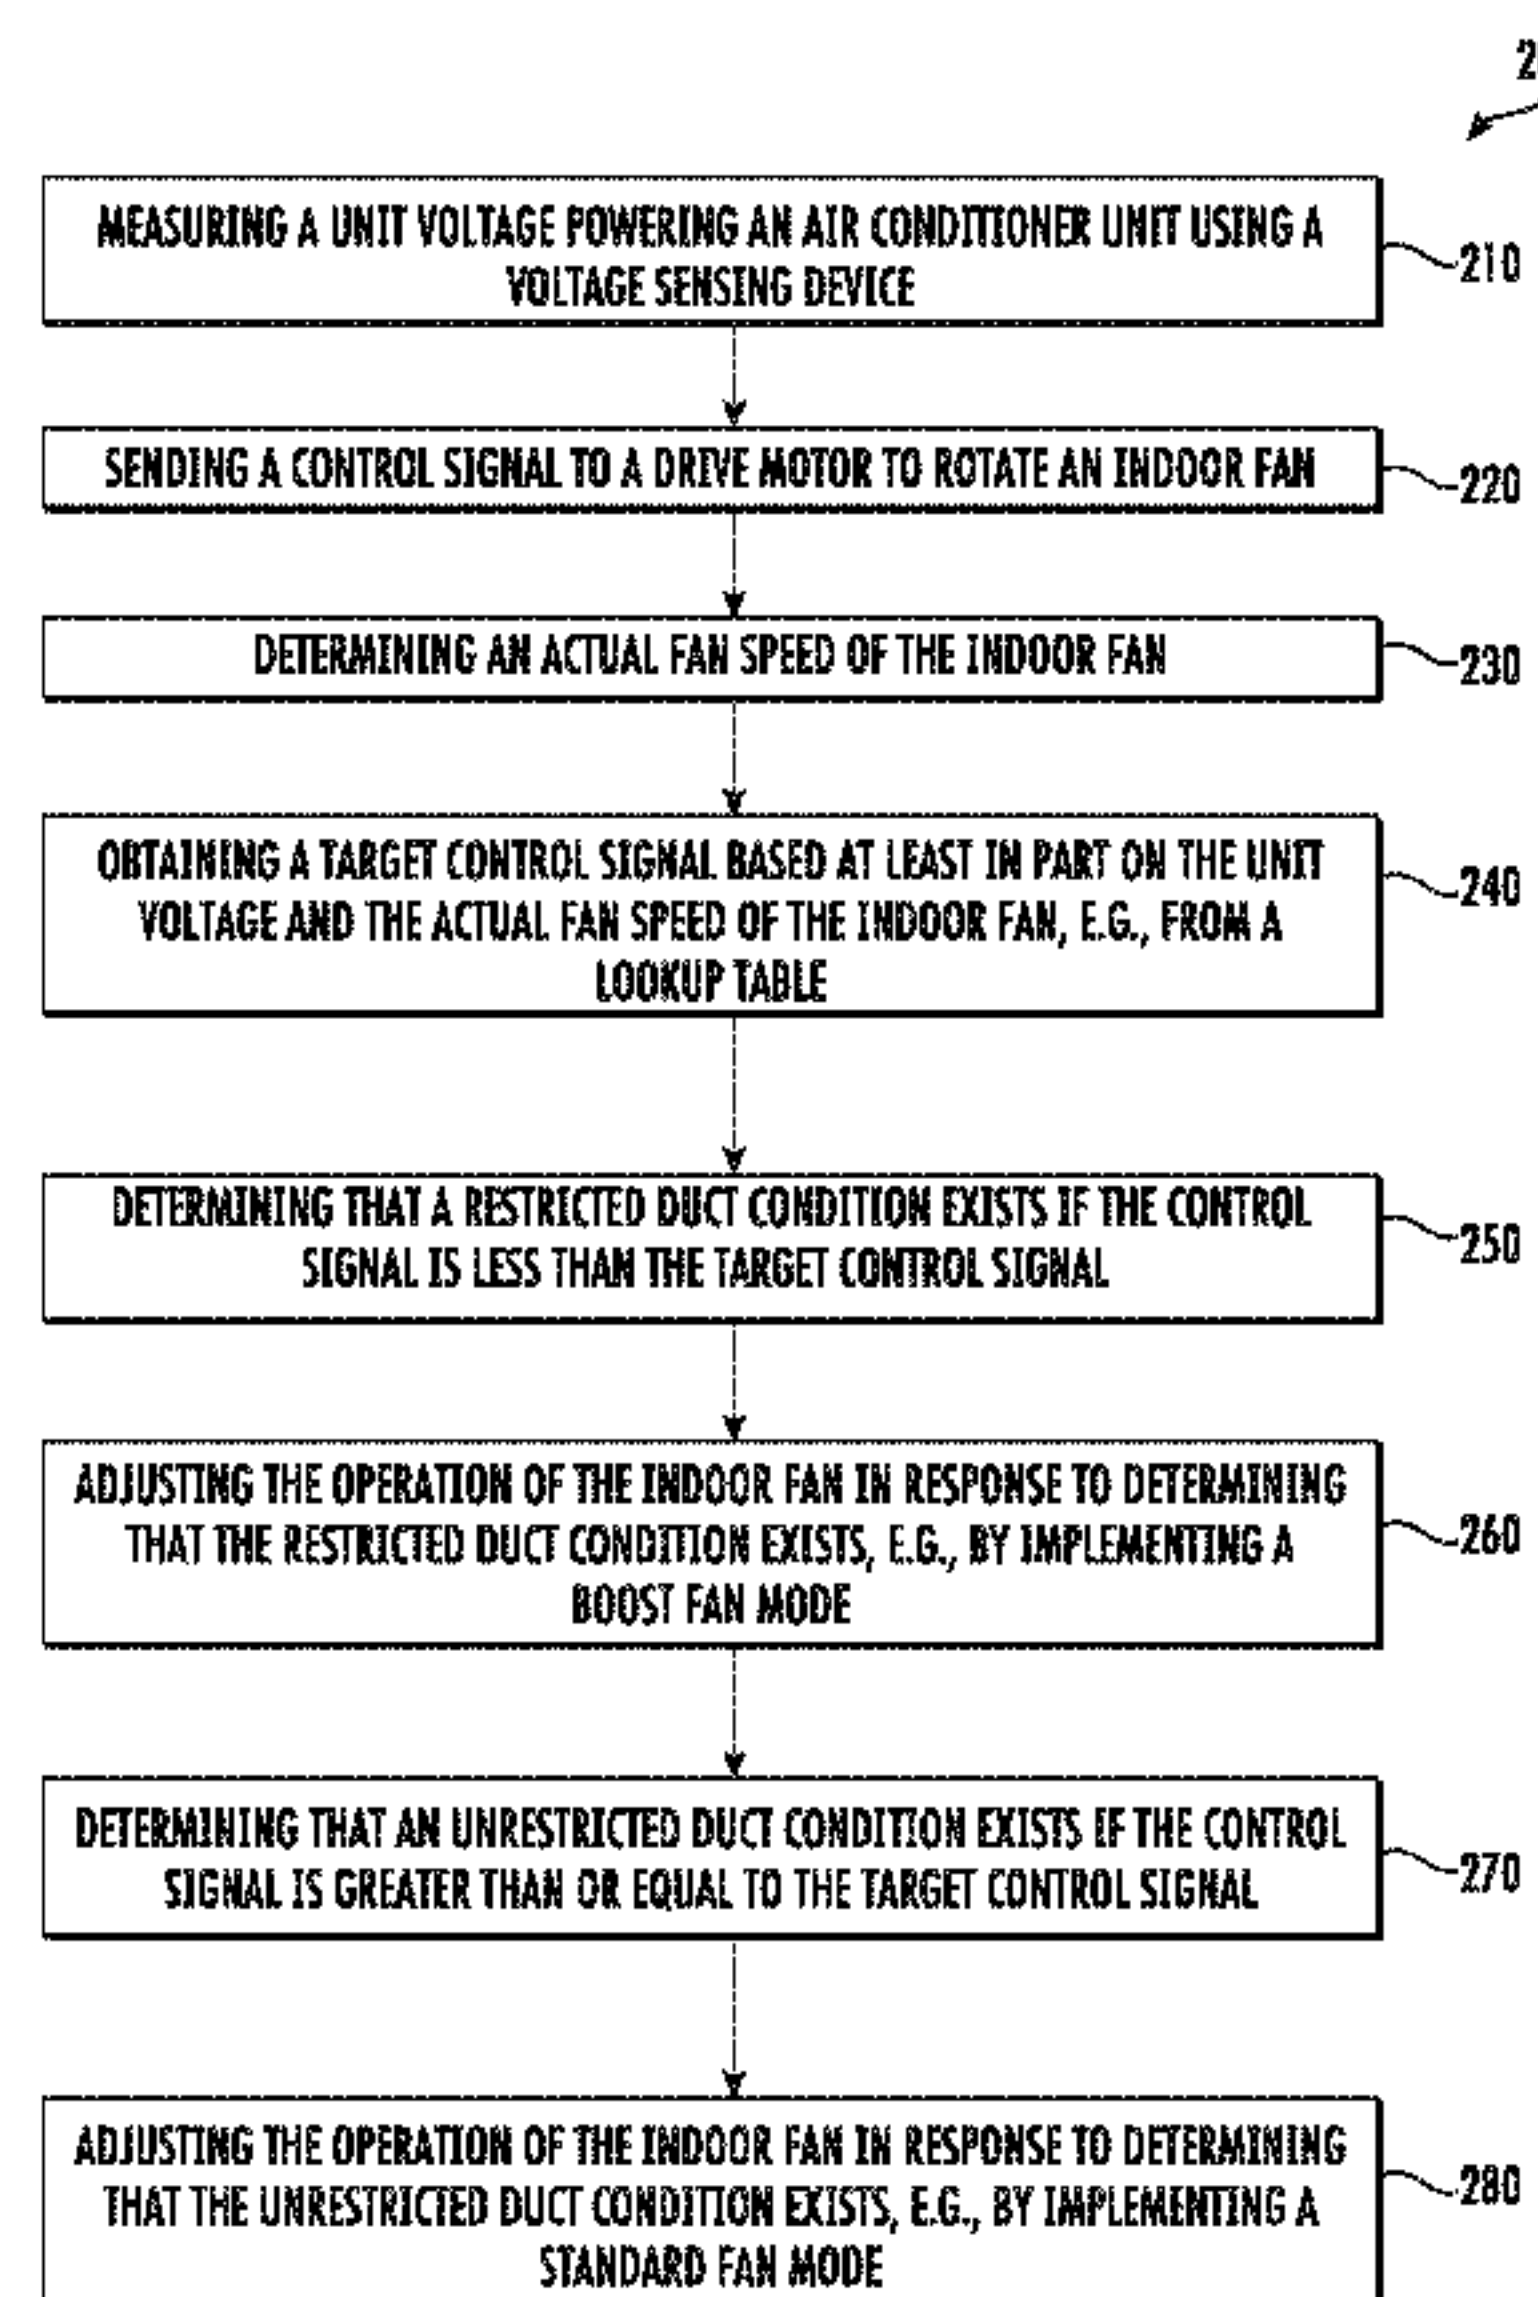 2
MEASURING A UNIT VOLTAGE POWERING AN AIR CONDITIONER UNIT USING A
VOLTAGE SENSING DEVICE
210
SENDING A CONTROL SIGNAL TO A DRIVE MOTOR TO ROTATE AN INDOOR FAN
220
DETERMINING AN ACTUAL FAN SPEED OF THE INDOOR FAN
230
OBTAINING A TARGET CONTROL SIGNAL BASED AT LEAST IN PART ON THE UNIT
VOLTAGE AND THE ACTUAL FAN SPEED OF THE INDOOR FAN, E.G., FROM A
LOOKUP TABLE
240
DETERMINING THAT A RESTRICTED DUCT CONDITION EXISTS IF THE CONTROL
SIGNAL IS LESS THAN THE TARGET CONTROL SIGNAL
250
ADJUSTING THE OPERATION OF THE INDOOR FAN IN RESPONSE TO DETERMINING
THAT THE RESTRICTED DUCT CONDITION EXISTS, E.G., BY IMPLEMENTING A
BOOST FAN MODE
260
DETERMINING THAT AN UNRESTRICTED DUCT CONDITION EXISTS IF THE CONTROL
SIGNAL IS GREATER THAN OR EQUAL TO THE TARGET CONTROL SIGNAL
270
ADJUSTING THE OPERATION OF THE INDOOR FAN IN RESPONSE TO DETERMINING
THAT THE UNRESTRICTED DUCT CONDITION EXISTS, E.G., BY IMPLEMENTING A
STANDARD FAN MODE
280